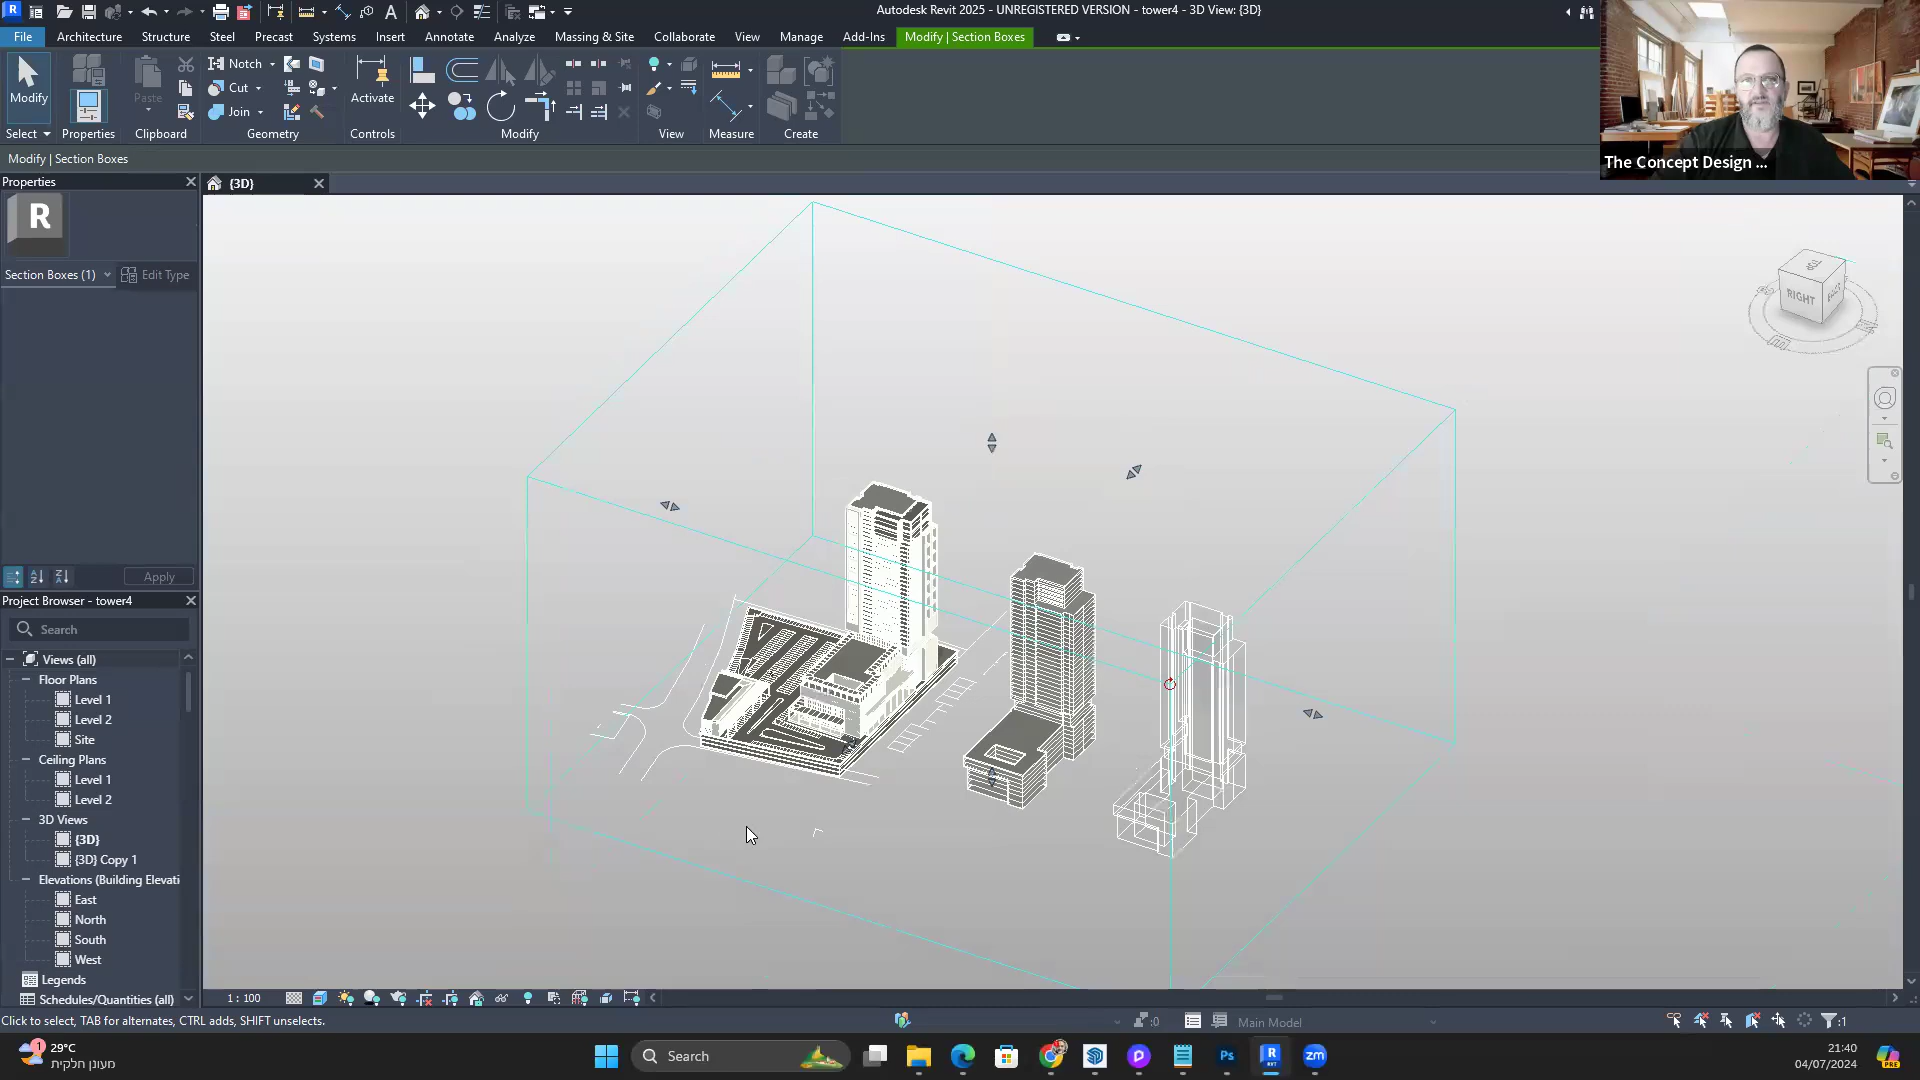 Autodesk Revit 2025 - UNREGISTERED VERSION - tower4 - 3D View: {3D}
File Architecture Structure Steel Precast Systems Insert Annotate Analyze Massing & Site Collaborate View Manage Add-Ins Modify | Section Boxes
Modify
Paste
Notch
Cut
Join
Activate
Select Properties Clipboard Geometry Controls Modify View Measure Create
The Concept Design ...
Modify | Section Boxes
Properties
{3D}
R
Section Boxes (1) Edit Type
TOP
RIGHT
Apply
Project Browser - tower4
Search
Views (all)
Floor Plans
Level 1
Level 2
Site
Ceiling Plans
Level 1
Level 2
3D Views
{3D}
{3D} Copy 1
Elevations (Building Elevati
East
North
South
West
Legends
Schedules/Quantities (all)
1 : 100
Click to select, TAB for alternates, CTRL adds, SHIFT unselects.
:0
Main Model
:1
1
29°C
מעונן חלקית
Search
Ps
R
zm
21:40
04/07/2024
PRE